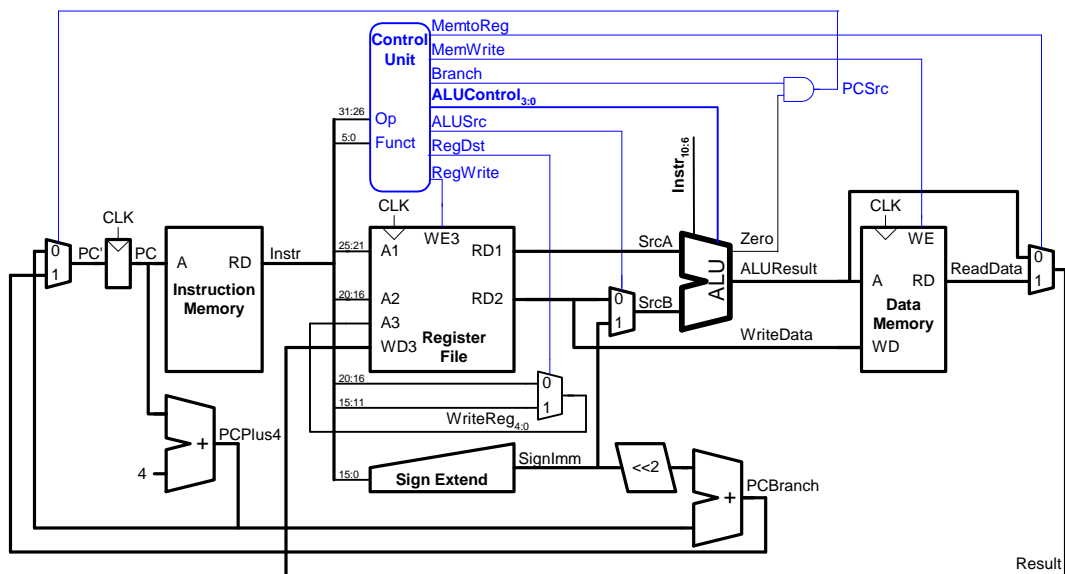 MemtoReg
Control Unit
MemWrite
Branch
ALUControl3:0
PCSrc
31:26
Op
ALUSrc
5:0
Funct
RegDst
RegWrite
Instr10:6
CLK
CLK
CLK
0
1
PC'
PC
A
RD
Instruction Memory
Instr
25:21
A1
WE3
RD1
SrcA
Zero
WE
0
1
20:16
A2
RD2
0
1
SrcB
ALU
ALUResult
A
RD
ReadData
Data Memory
A3
WD3
Register File
WriteData
WD
20:16
0
15:11
1
WriteReg4:0
PCPlus4
+
4
SignImm
15:0
Sign Extend
<<2
+
PCBranch
Result